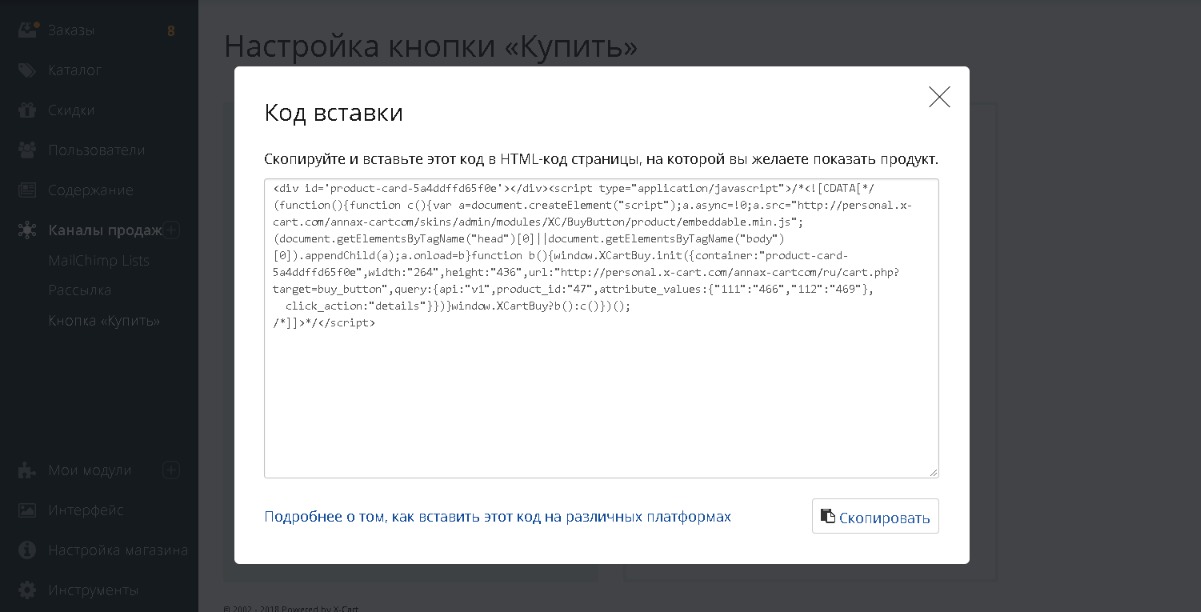 Заказы 8
Каталог
Скидки
Пользователи
Содержание
Каналы продаж
MailChimp Lists
Рассылка
Кнопка «Купить»
Мои модули
Интерфейс
Настройка магазина
Инструменты
Настройка кнопки «Купить»
Код вставки
Скопируйте и вставьте этот код в HTML-код страницы, на которой вы желаете показать продукт.
<div id='product-card-5a4ddffd65f0e'></div><script type="application/javascript">/*<![CDATA[*/
(function(){function c(){var a=document.createElement("script");a.async=!0;a.src="http://personal.x-
cart.com/annax-cartcom/skins/admin/modules/XC/BuyButton/product/embeddable.min.js";
(document.getElementsByTagName("head")[0]||document.getElementsByTagName("body")
[0]).appendChild(a);a.onload=b}function b(){window.XCartBuy.init({container:"product-card-
5a4ddffd65f0e",width:"264",height:"436",url:"http://personal.x-cart.com/annax-cartcom/ru/cart.php?
target=buy_button",query:{api:"v1",product_id:"47",attribute_values:{"111":"466","112":"469"},
click_action:"details"}})}window.XCartBuy?b():c()})();
/*]]>*/</script>
Подробнее о том, как вставить этот код на различных платформах
Скопировать
© 2002 - 2018 Powered by X-Cart